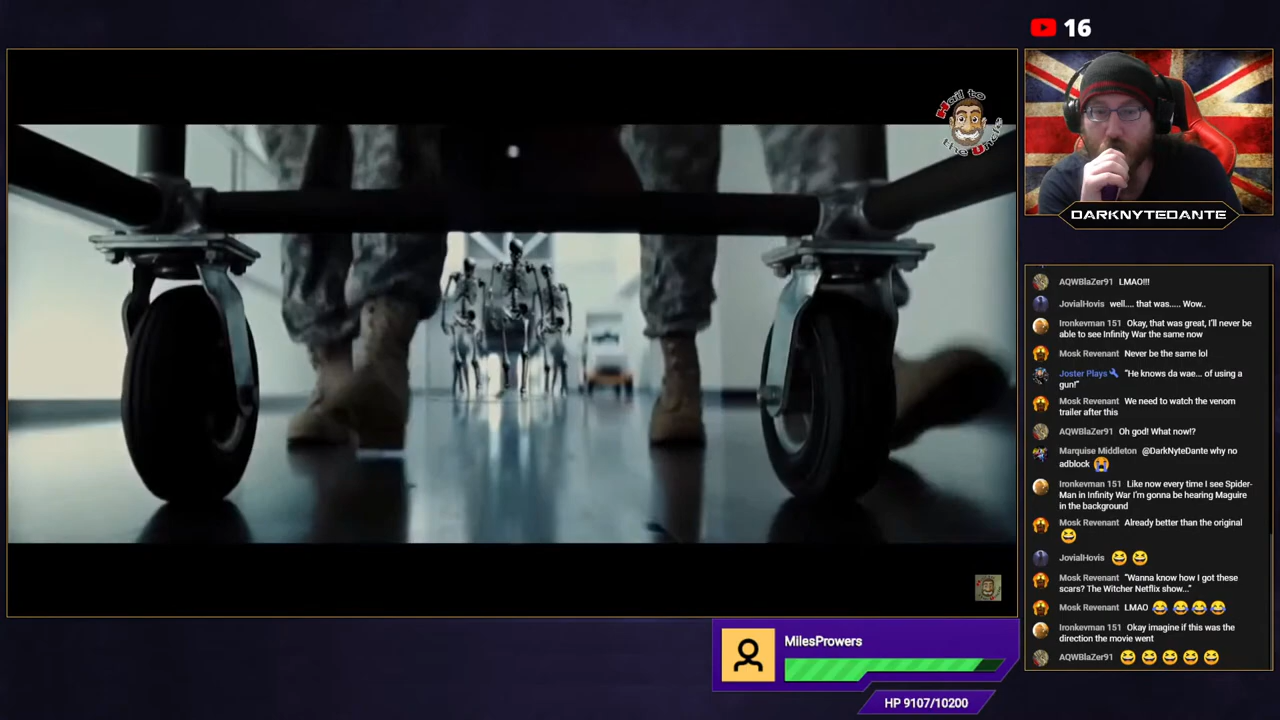 16
Hail to
the Uncle
DARKNYTEDANTE
AQWBlaZer91 LMAO!!!
JovialHovis well.... that was..... Wow..
Ironkevman 151 Okay, that was great, I'll never be
able to see Infinity War the same now
Mosk Revenant Never be the same lol
Joster Plays "He knows da wae... of using a
gun!"
Mosk Revenant We need to watch the venom
trailer after this
AQWBlaZer91 Oh god! What now!?
Marquise Middleton @DarkNyteDante why no
adblock 😭
Ironkevman 151 Like now every time I see Spider-
Man in Infinity War I'm gonna be hearing Maguire
in the background
Mosk Revenant Already better than the original
😆
JovialHovis 😆 😆
Mosk Revenant "Wanna know how I got these
scars? The Witcher Netflix show..."
Mosk Revenant LMAO 😂 😂 😂 😂
Ironkevman 151 Okay imagine if this was the
direction the movie went
AQWBlaZer91 😆 😆 😆 😆 😆
MilesProwers
HP 9107/10200